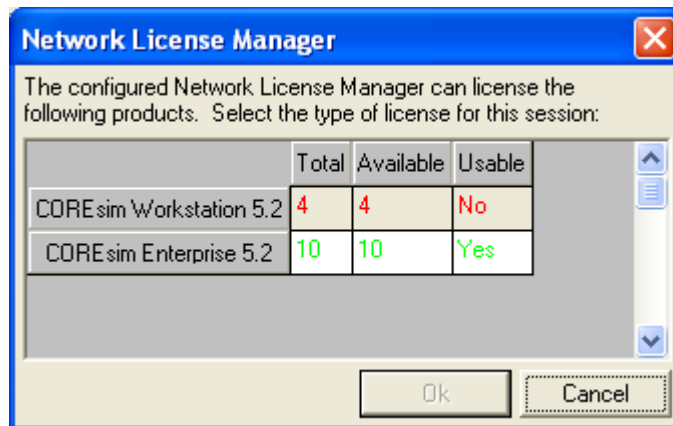 Network License Manager
The configured Network License Manager can license the
following products.  Select the type of license for this session:
Total Available Usable
COREsim Workstation 5.2 4 4 No
COREsim Enterprise 5.2 10 10 Yes
Ok Cancel